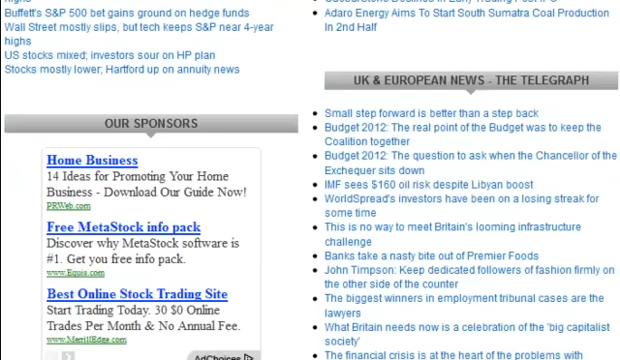 highs
Buffett's S&P 500 bet gains ground on hedge funds
Wall Street mostly slips, but tech keeps S&P near 4-year
highs
US stocks mixed; investors sour on HP plan
Stocks mostly lower; Hartford up on annuity news
OUR SPONSORS
Home Business
14 Ideas for Promoting Your Home
Business - Download Our Guide Now!
PRWeb.com
Free MetaStock info pack
Discover why MetaStock software is
#1. Get you free info pack.
www.Equis.com
Best Online Stock Trading Site
Start Trading Today. 30 $0 Online
Trades Per Month & No Annual Fee.
www.MerrillEdge.com
AdChoices
Adaro Energy Aims To Start South Sumatra Coal Production
In 2nd Half
UK & EUROPEAN NEWS - THE TELEGRAPH
Small step forward is better than a step back
Budget 2012: The real point of the Budget was to keep the
Coalition together
Budget 2012: The question to ask when the Chancellor of the
Exchequer sits down
IMF sees $160 oil risk despite Libyan boost
WorldSpread's investors have been on a losing streak for
some time
This is no way to meet Britain's looming infrastructure
challenge
Banks take a nasty bite out of Premier Foods
John Timpson: Keep dedicated followers of fashion firmly on
the other side of the counter
The biggest winners in employment tribunal cases are the
lawyers
What Britain needs now is a celebration of the 'big capitalist
society'
The financial crisis is at the heart of the problems with